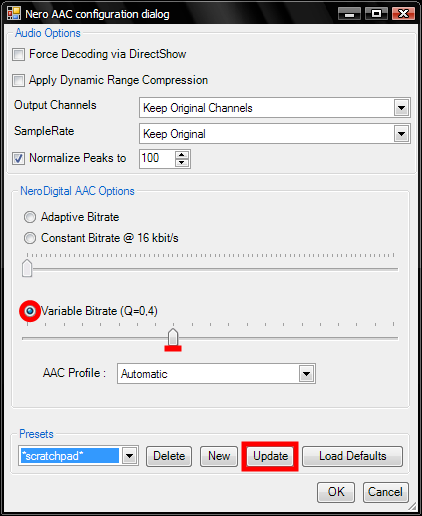 Nero AAC configuration dialog
Audio Options
Force Decoding via DirectShow
Apply Dynamic Range Compression
Output Channels Keep Original Channels
SampleRate Keep Original
Normalize Peaks to 100
NeroDigital AAC Options
Adaptive Bitrate
Constant Bitrate @ 16 kbit/s
Variable Bitrate (Q=0,4)
AAC Profile : Automatic
Presets
*scratchpad* Delete New Update Load Defaults
OK Cancel